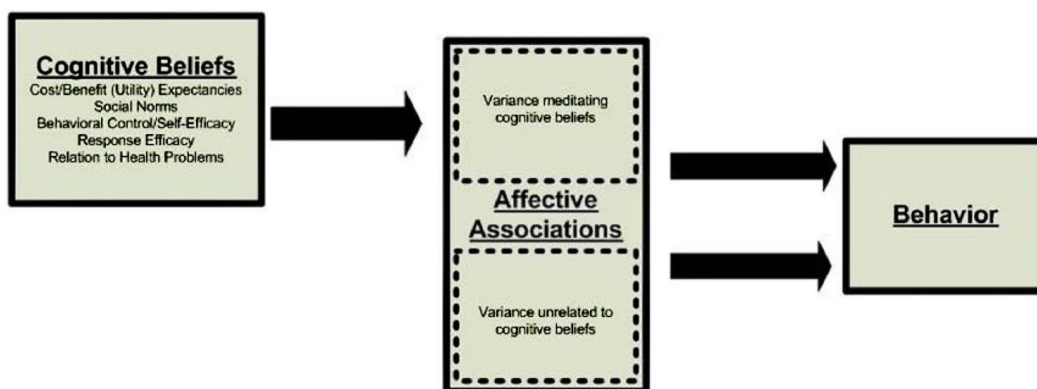 Cognitive Beliefs
Cost/Benefit (Utility) Expectancies
Social Norms
Behavioral Control/Self-Efficacy
Response Efficacy
Relation to Health Problems
Variance meditating
cognitive beliefs
Affective
Associations
Variance unrelated to
cognitive beliefs
Behavior